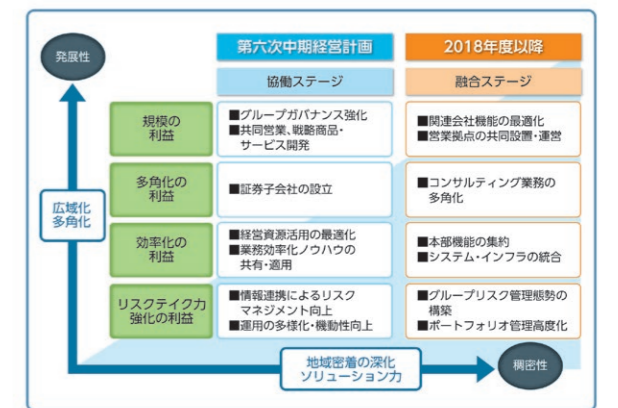 発展性
第六次中期経営計画
2018年度以降
協働ステージ
融合ステージ
規模の
利益
■グループガバナンス強化
■共同営業、戦略商品・
サービス開発
■関連会社機能の最適化
■営業拠点の共同設置・運営
多角化の
利益
■証券子会社の設立
■コンサルティング業務の
多角化
広域化
多角化
効率化の
利益
■経営資源活用の最適化
■業務効率化ノウハウの
共有・適用
■本部機能の集約
■システム・インフラの統合
リスクテイク力
強化の利益
■情報連携によるリスク
マネジメント向上
■運用の多様化・機動性向上
■グループリスク管理態勢の
構築
■ポートフォリオ管理高度化
地域密着の深化
ソリューション力
稠密性